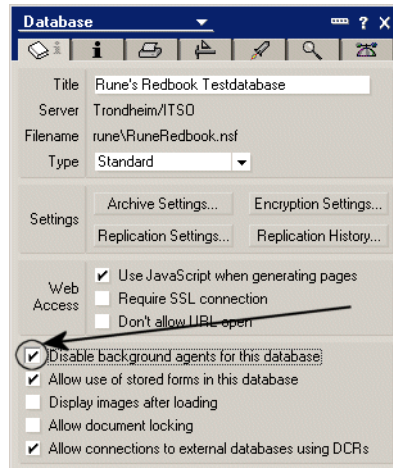 Database
? X
i i
Title Rune's Redbook Testdatabase
Server Trondheim/ITSO
Filename rune\RuneRedbook.nsf
Type Standard
Settings
Archive Settings... Encryption Settings...
Replication Settings... Replication History...
Web Access
Use JavaScript when generating pages
Require SSL connection
Don't allow URL open
Disable background agents for this database
Allow use of stored forms in this database
Display images after loading
Allow document locking
Allow connections to external databases using DCRs